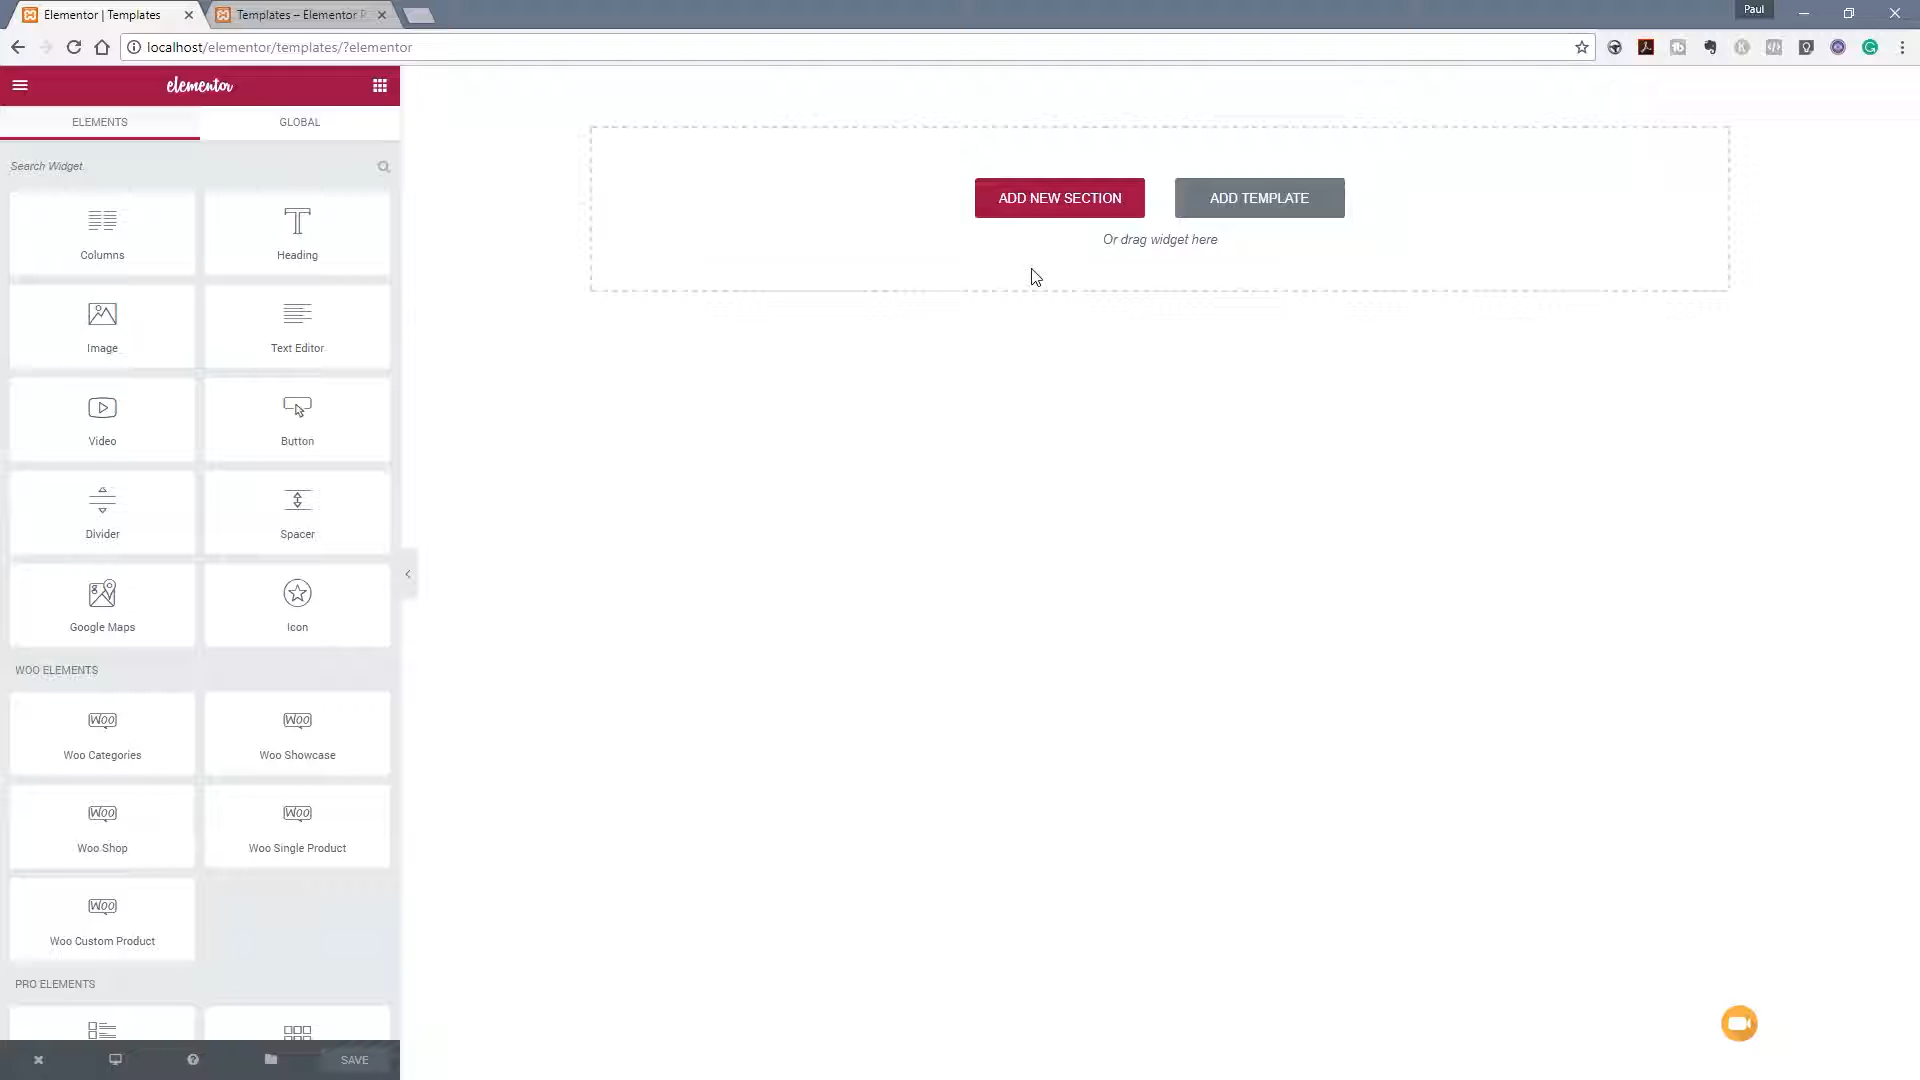 Elementor | Templates
Templates – Elementor P
Paul
localhost/elementor/templates/?elementor
elementor
ELEMENTS
GLOBAL
Search Widget.
Columns
Heading
Image
Text Editor
Video
Button
Divider
Spacer
Google Maps
Icon
WOO ELEMENTS
Woo
Woo
Woo Categories
Woo Showcase
Woo
Woo
Woo Shop
Woo Single Product
Woo
Woo Custom Product
PRO ELEMENTS
SAVE
ADD NEW SECTION
ADD TEMPLATE
Or drag widget here